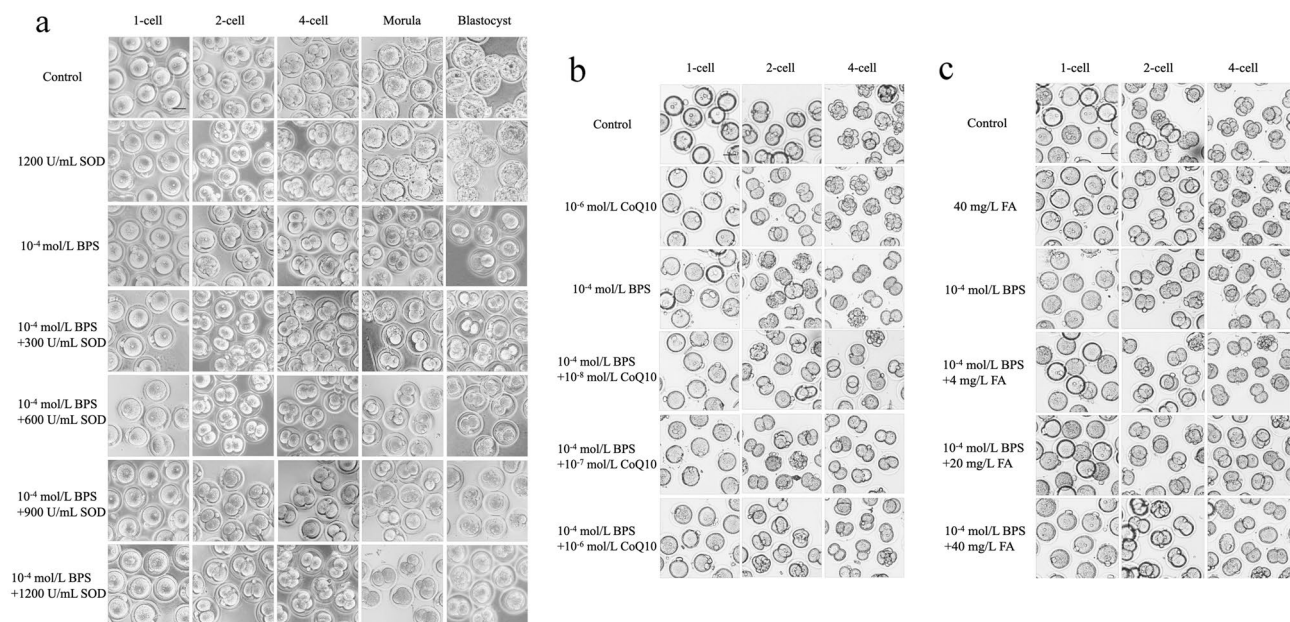 a
1-cell 2-cell 4-cell Morula Blastocyst
Control
1200 U/mL SOD
10⁻⁴ mol/L BPS
10⁻⁴ mol/L BPS
+300 U/mL SOD
10⁻⁴ mol/L BPS
+600 U/mL SOD
10⁻⁴ mol/L BPS
+900 U/mL SOD
10⁻⁴ mol/L BPS
+1200 U/mL SOD
b
1-cell 2-cell 4-cell
Control
10⁻⁶ mol/L CoQ10
10⁻⁴ mol/L BPS
10⁻⁴ mol/L BPS
+10⁻⁸ mol/L CoQ10
10⁻⁴ mol/L BPS
+10⁻⁷ mol/L CoQ10
10⁻⁴ mol/L BPS
+10⁻⁶ mol/L CoQ10
c
1-cell 2-cell 4-cell
Control
40 mg/L FA
10⁻⁴ mol/L BPS
10⁻⁴ mol/L BPS
+4 mg/L FA
10⁻⁴ mol/L BPS
+20 mg/L FA
10⁻⁴ mol/L BPS
+40 mg/L FA